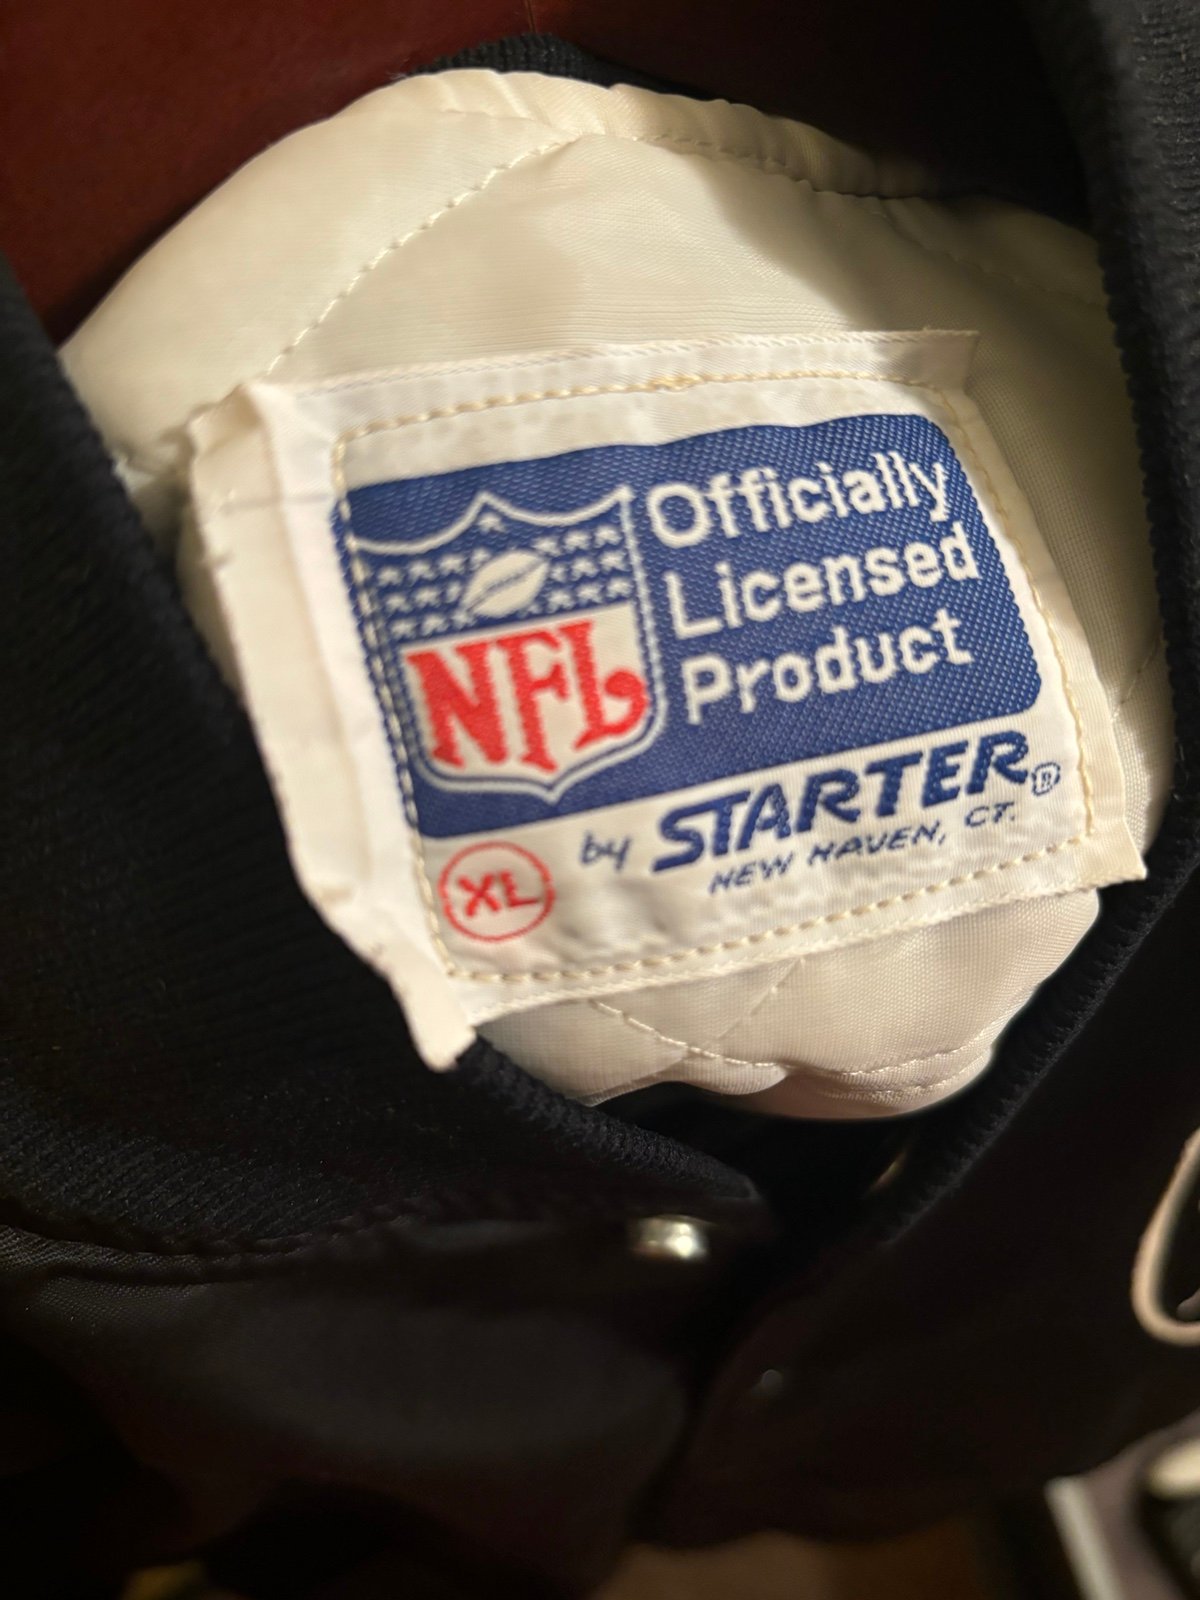 Officially
Licensed
Product
NFL
by STARTER®
NEW HAVEN, CT.
XL